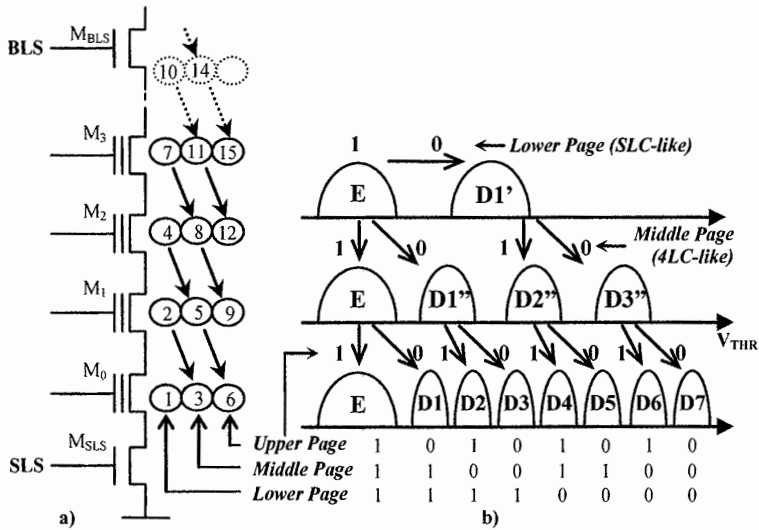 BLS
M_BLS
10 14
M_3
7 11 15
M_2
4 8 12
M_1
2 5 9
M_0
1 3 6
M_SLS
SLS
a)
1 0 Lower Page (SLC-like)
E D1'
1 0 1 0 Middle Page
(4LC-like)
E D1" D2" D3"
V_THR
1 0 1 0 1 0 1 0
E D1 D2 D3 D4 D5 D6 D7
Upper Page 1 0 1 0 1 0 1 0
Middle Page 1 1 0 0 1 1 0 0
Lower Page 1 1 1 1 0 0 0 0
b)